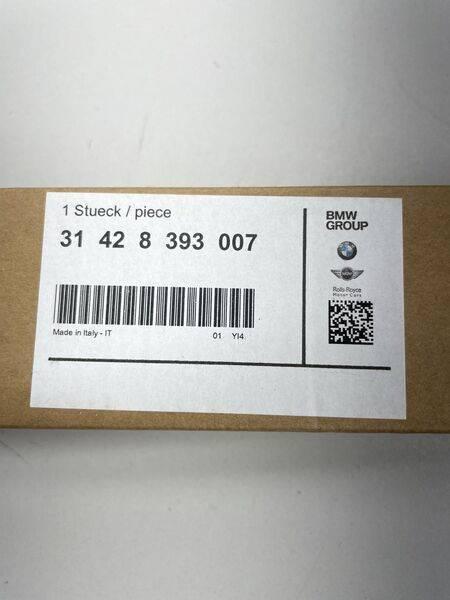 1 Stueck / piece
31 42 8 393 007
Made in Italy - IT
01 YI4
BMW
GROUP
Rolls-Royce
Motor Cars